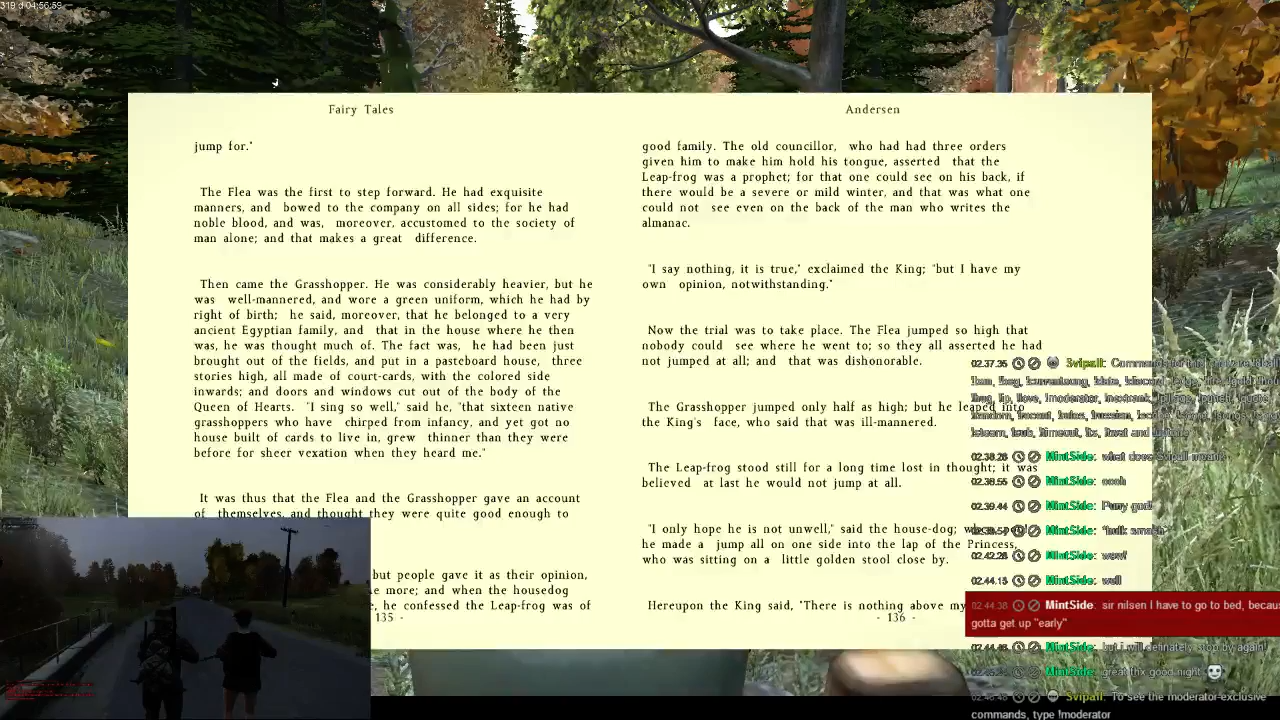 319 d 04:56:59
Fairy Tales
jump for."
The Flea was the first to step forward. He had exquisite
manners, and bowed to the company on all sides; for he had
noble blood, and was, moreover, accustomed to the society of
man alone; and that makes a great difference.
Then came the Grasshopper. He was considerably heavier, but he
was well-mannered, and wore a green uniform, which he had by
right of birth; he said, moreover, that he belonged to a very
ancient Egyptian family, and that in the house where he then
was, he was thought much of. The fact was, he had been just
brought out of the fields, and put in a pasteboard house, three
stories high, all made of court-cards, with the colored side
inwards; and doors and windows cut out of the body of the
Queen of Hearts. "I sing so well," said he, "that sixteen native
grasshoppers who have chirped from infancy, and yet got no
house built of cards to live in, grew thinner than they were
before for sheer vexation when they heard me."
It was thus that the Flea and the Grasshopper gave an account
of themselves, and thought they were quite good enough to
but people gave it as their opinion,
more; and when the housedog
he confessed the Leap-frog was of
135 -
Andersen
good family. The old councillor, who had had three orders
given him to make him hold his tongue, asserted that the
Leap-frog was a prophet; for that one could see on his back, if
there would be a severe or mild winter, and that was what one
could not see even on the back of the man who writes the
almanac.
"I say nothing, it is true," exclaimed the King; "but I have my
own opinion, notwithstanding."
Now the trial was to take place. The Flea jumped so high that
nobody could see where he went to; so they all asserted he had
not jumped at all; and that was dishonorable.
The Grasshopper jumped only half as high; but he leaped into
the King's face, who said that was ill-mannered.
The Leap-frog stood still for a long time lost in thought; it was
believed at last he would not jump at all.
"I only hope he is not unwell," said the house-dog;
he made a jump all on one side into the lap of the Princess,
who was sitting on a little golden stool close by.
Hereupon the King said, "There is nothing above my
- 136 -
02.37.35 Svipall:
02.38.28 MintSide: what does Svipall mean?
02.38.55 MintSide: oooh
02.39.44 MintSide: Puny god!
MintSide: *hulk smash*
02.42.28 MintSide: wow!
02.44.13 MintSide: well
02.44.38 MintSide: sir nilsen I have to go to bed, becau
gotta get up "early"
02.44.48 MintSide: but i will definately stop by again!
MintSide: great thx good night
Svipall: To see the moderator-exclusive
commands, type !moderator